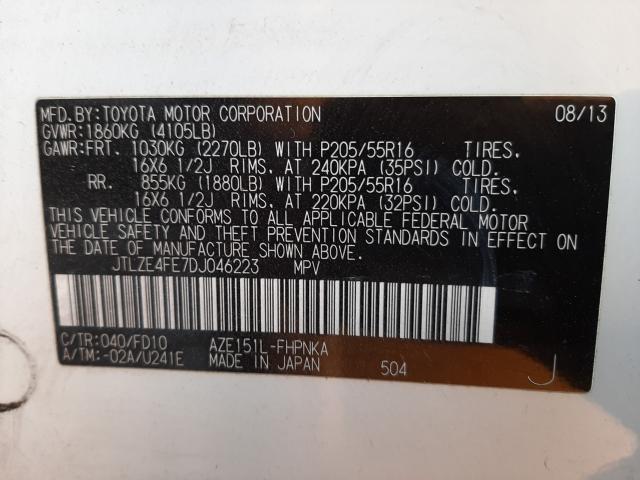 MFD.BY:TOYOTA MOTOR CORPORATION 08/13
GVWR:1860KG (4105LB)
GAWR:FRT. 1030KG (2270LB) WITH P205/55R16 TIRES,
16X6 1/2J RIMS, AT 240KPA (35PSI) COLD.
RR. 855KG (1880LB) WITH P205/55R16 TIRES,
16X6 1/2J RIMS, AT 220KPA (32PSI) COLD.
THIS VEHICLE CONFORMS TO ALL APPLICABLE FEDERAL MOTOR
VEHICLE SAFETY AND THEFT PREVENTION STANDARDS IN EFFECT ON
THE DATE OF MANUFACTURE SHOWN ABOVE.
JTLZE4FE7DJ046223 MPV
C/TR:040/FD10 AZE151L-FHPNKA
A/TM:-02A/U241E MADE IN JAPAN 504 J